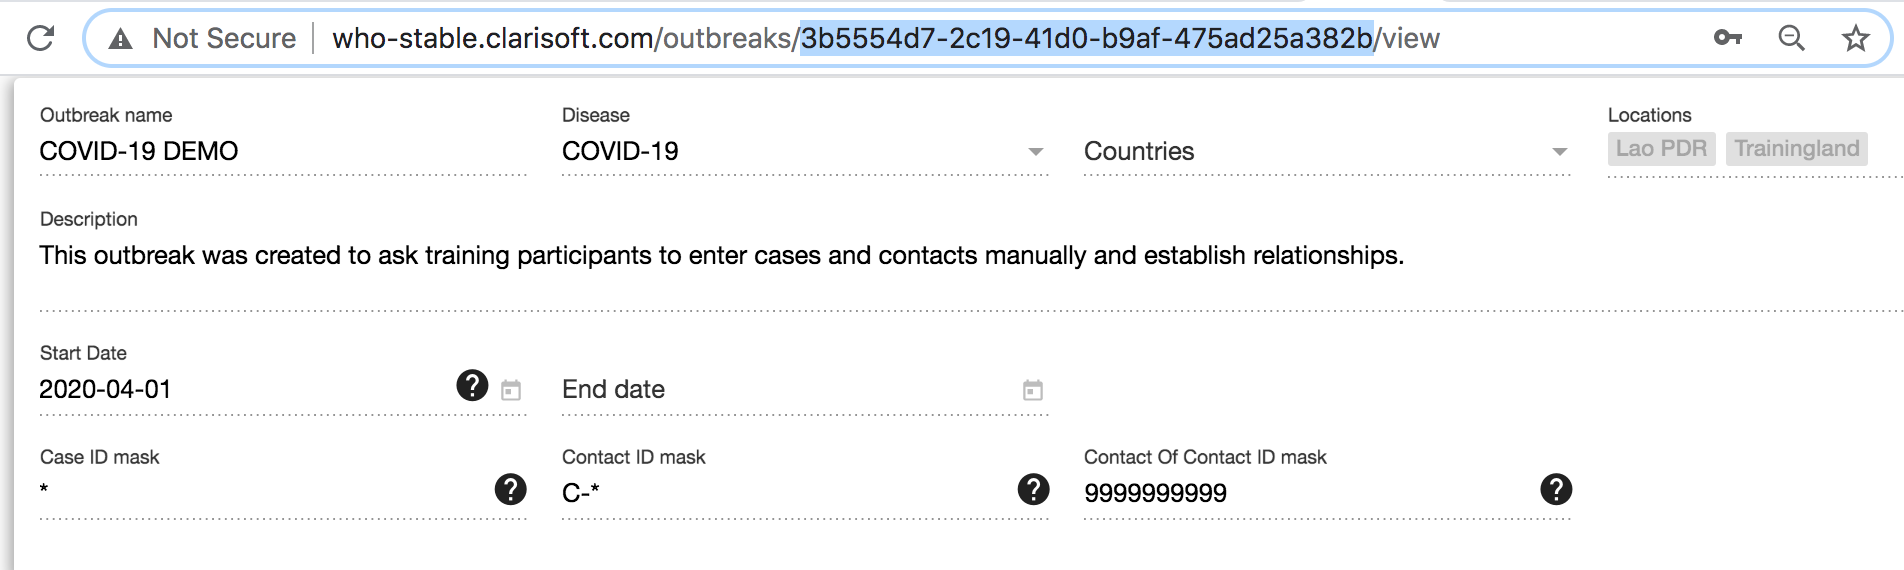 Not Secure who-stable.clarisoft.com/outbreaks/3b5554d7-2c19-41d0-b9af-475ad25a382b/view
Outbreak name Disease Locations
COVID-19 DEMO COVID-19 Countries Lao PDR Trainingland
Description
This outbreak was created to ask training participants to enter cases and contacts manually and establish relationships.
Start Date
2020-04-01 ? End date
Case ID mask Contact ID mask Contact Of Contact ID mask
* ? C-* ? 9999999999 ?